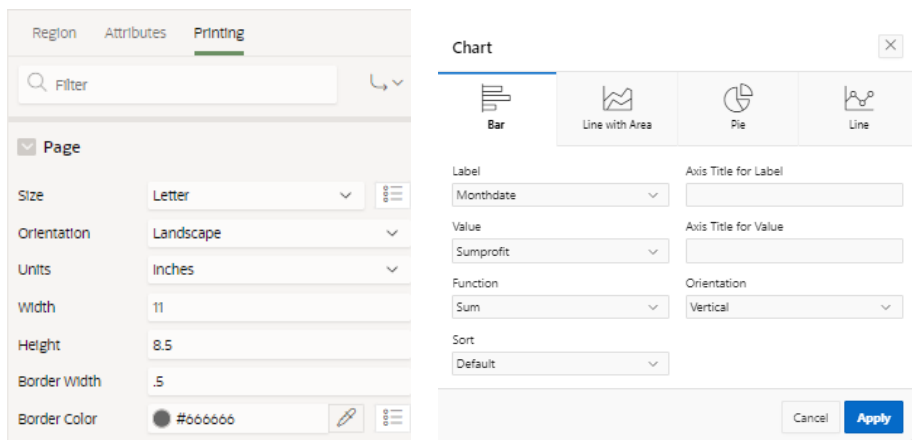 Region Attributes Printing
Filter
Page
Size Letter
Orientation Landscape
Units Inches
Width 11
Height 8.5
Border Width .5
Border Color #666666
Chart
Bar Line with Area Pie Line
Label Axis Title for Label
Monthdate
Value Axis Title for Value
Sumprofit
Function Orientation
Sum Vertical
Sort
Default
Cancel Apply